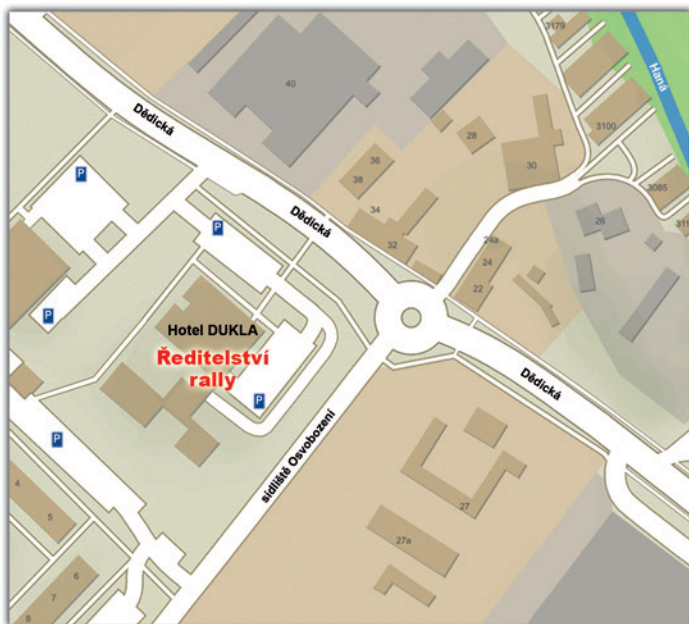 3179
Haná
40
Dědická
3100
28
36
30
38
P
3085
34
Dědická
26
P
32
24a
24
22
P
Hotel DUKLA
Ředitelství
rally
Dědická
P
sídliště Osvobození
P
4
5
27
27a
6
7
8